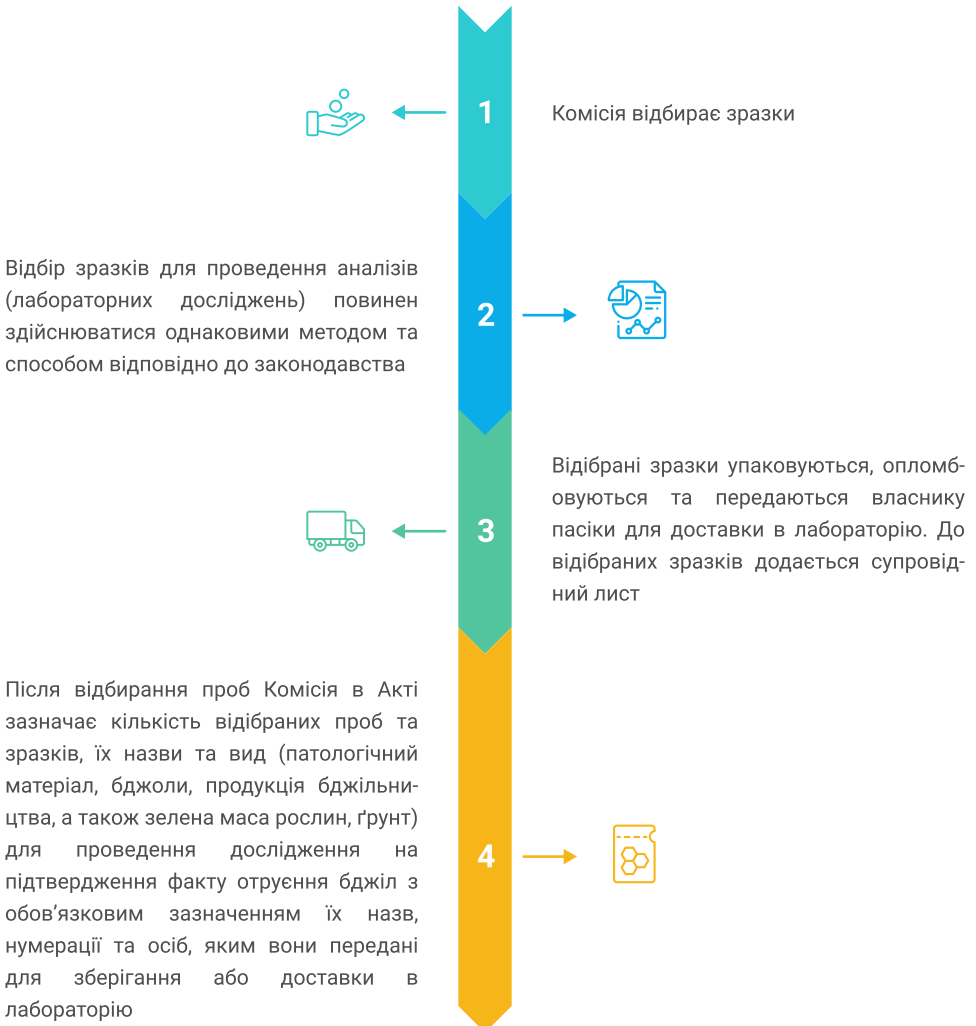 1
Комісія відбирає зразки
Відбір зразків для проведення аналізів
(лабораторних досліджень) повинен
здійснюватися однаковими методом та
способом відповідно до законодавства
2
Відібрані зразки упаковуються, опломб-
овуються та передаються власнику
пасіки для доставки в лабораторію. До
відібраних зразків додається супровід-
ний лист
3
Після відбирання проб Комісія в Акті
зазначає кількість відібраних проб та
зразків, їх назви та вид (патологічний
матеріал, бджоли, продукція бджільни-
цтва, а також зелена маса рослин, ґрунт)
для проведення дослідження на
підтвердження факту отруєння бджіл з
обов’язковим зазначенням їх назв,
нумерації та осіб, яким вони передані
для зберігання або доставки в
лабораторію
4